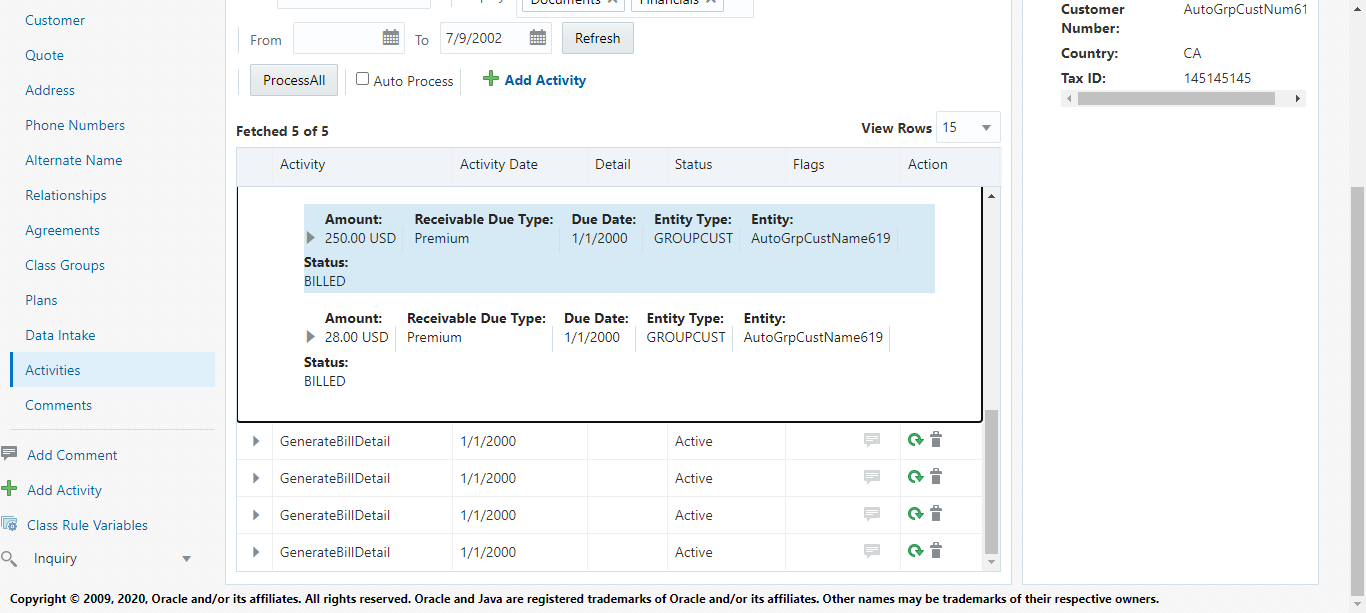 Customer
Quote
Address
Phone Numbers
Alternate Name
Relationships
Agreements
Class Groups
Plans
Data Intake
Activities
Comments
Add Comment
Add Activity
Class Rule Variables
Inquiry
From To 7/9/2002 Refresh
ProcessAll Auto Process Add Activity
Fetched 5 of 5 View Rows 15
Activity Activity Date Detail Status Flags Action
Amount: Receivable Due Type: Due Date: Entity Type: Entity:
250.00 USD Premium 1/1/2000 GROUPCUST AutoGrpCustName619
Status:
BILLED
Amount: Receivable Due Type: Due Date: Entity Type: Entity:
28.00 USD Premium 1/1/2000 GROUPCUST AutoGrpCustName619
Status:
BILLED
GenerateBillDetail 1/1/2000 Active
GenerateBillDetail 1/1/2000 Active
GenerateBillDetail 1/1/2000 Active
GenerateBillDetail 1/1/2000 Active
Customer AutoGrpCustNum61
Number:
Country: CA
Tax ID: 145145145
Copyright © 2009, 2020, Oracle and/or its affiliates. All rights reserved. Oracle and Java are registered trademarks of Oracle and/or its affiliates. Other names may be trademarks of their respective owners.